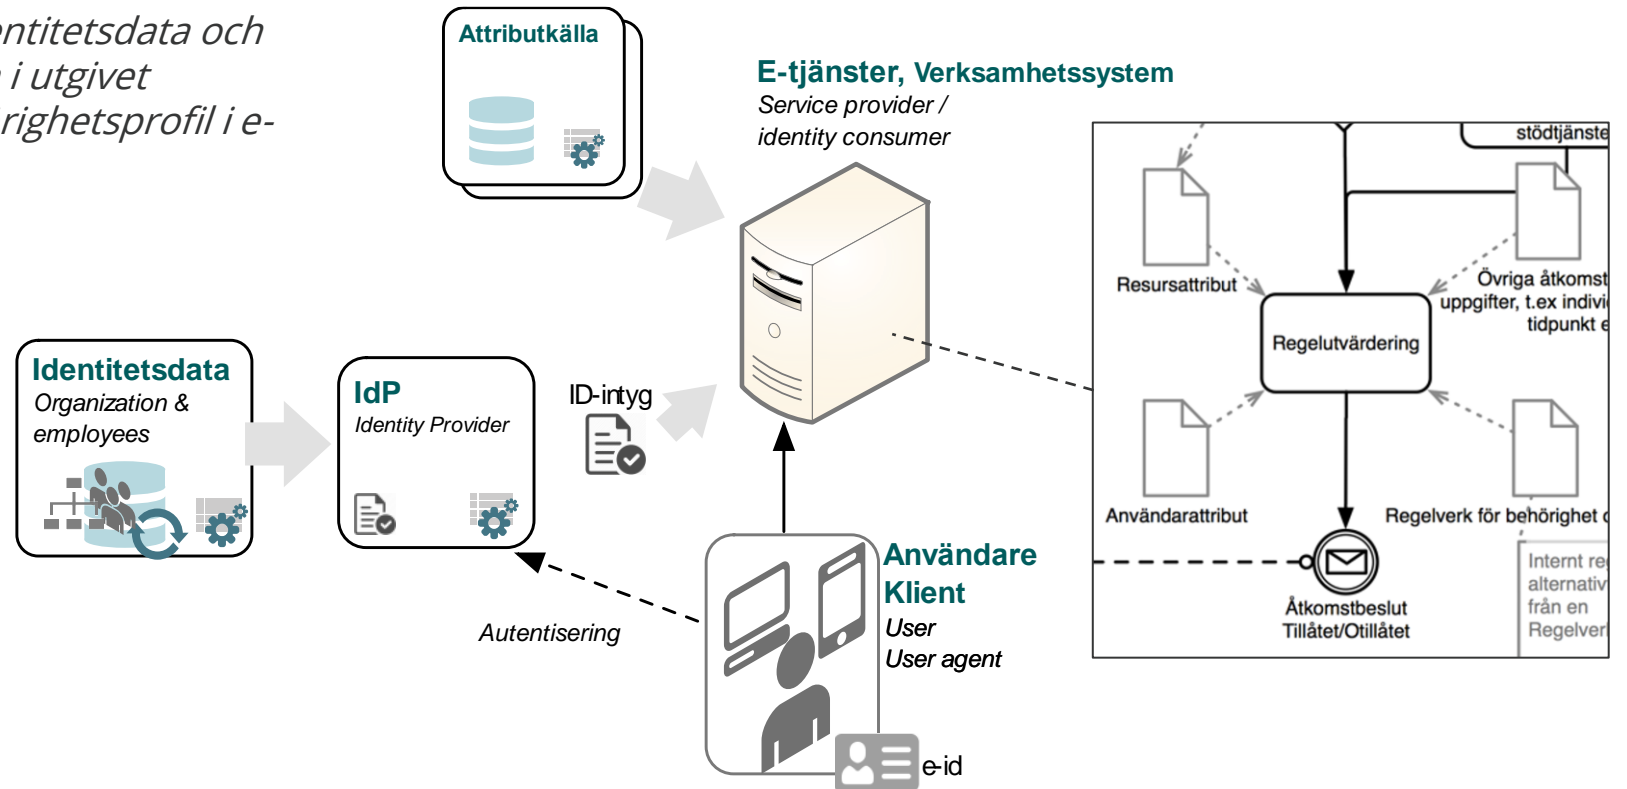 entitetsdata och
i utgivet
righetsprofil i e-
Attributkälla
E-tjänster, Verksamhetssystem
Service provider /
identity consumer
stödtjänste
Resursattribut
Övriga åtkomst
uppgifter, t.ex indivi
tidpunkt e
Regelutvärdering
Användarattribut
Regelverk för behörighet o
Internt re
alternativ
från en
Regelver
Åtkomstbeslut
Tillåtet/Otillåtet
Identitetsdata
Organization &
employees
IdP
Identity Provider
ID-intyg
Autentisering
Användare
Klient
User
User agent
e-id